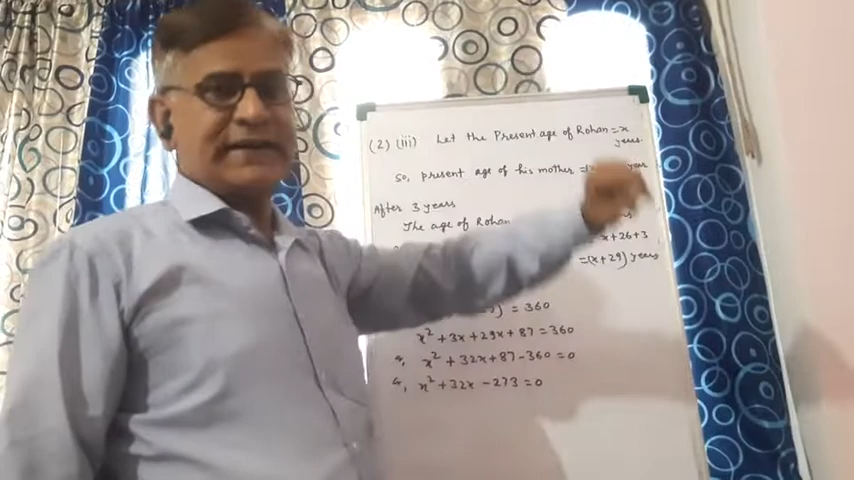 (2) (iii) Let the Present age of Rohan = x
years.
So, present age of his mother = year
After 3 years
The age of Rohan
x+26+3
= (x+29) years
) = 360
x² + 3x + 29x + 87 = 360
x² + 32x + 87 - 360 = 0
x² + 32x - 273 = 0